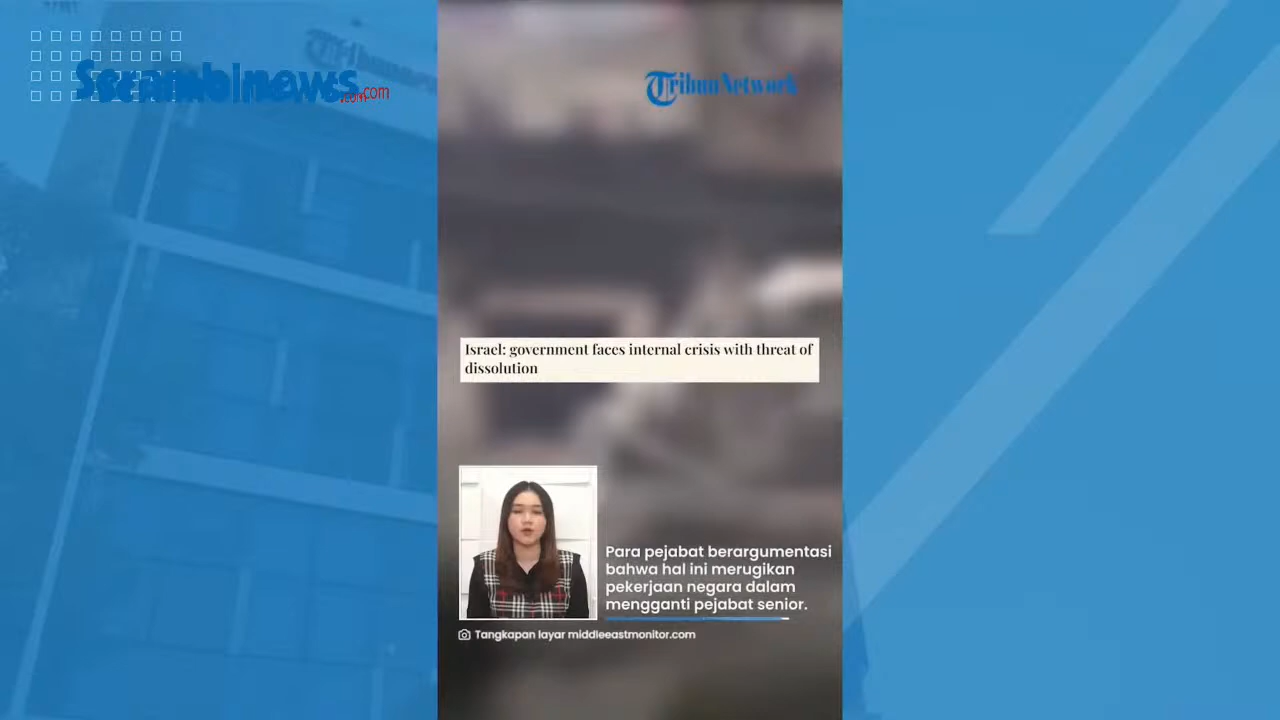 Serambinews.com
TribunNetwork
Israel: government faces internal crisis with threat of
dissolution
Para pejabat berargumentasi
bahwa hal ini merugikan
pekerjaan negara dalam
mengganti pejabat senior.
Tangkapan layar middleeastmonitor.com